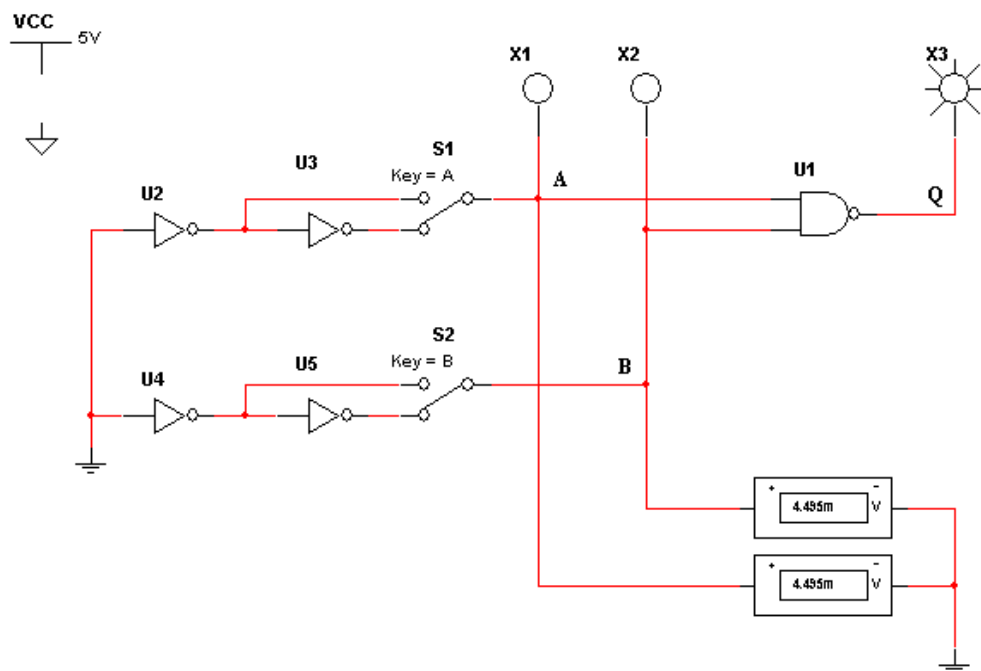 VCC
5V
X1
X2
X3
S1
Key = A
U3
U2
A
U1
Q
S2
Key = B
U5
U4
B
+
-
4.495m
V
+
-
4.495m
V